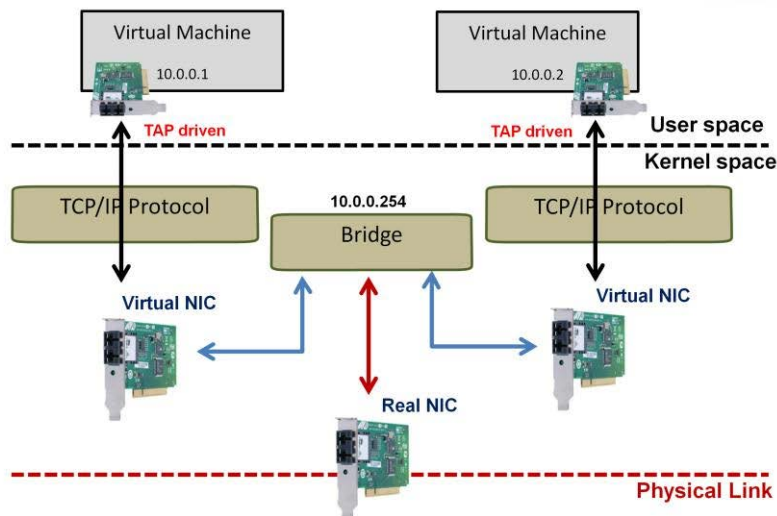 Virtual Machine
10.0.0.1
Virtual Machine
10.0.0.2
TAP driven
TAP driven
User space
Kernel space
TCP/IP Protocol
10.0.0.254
Bridge
TCP/IP Protocol
Virtual NIC
Virtual NIC
Real NIC
Physical Link